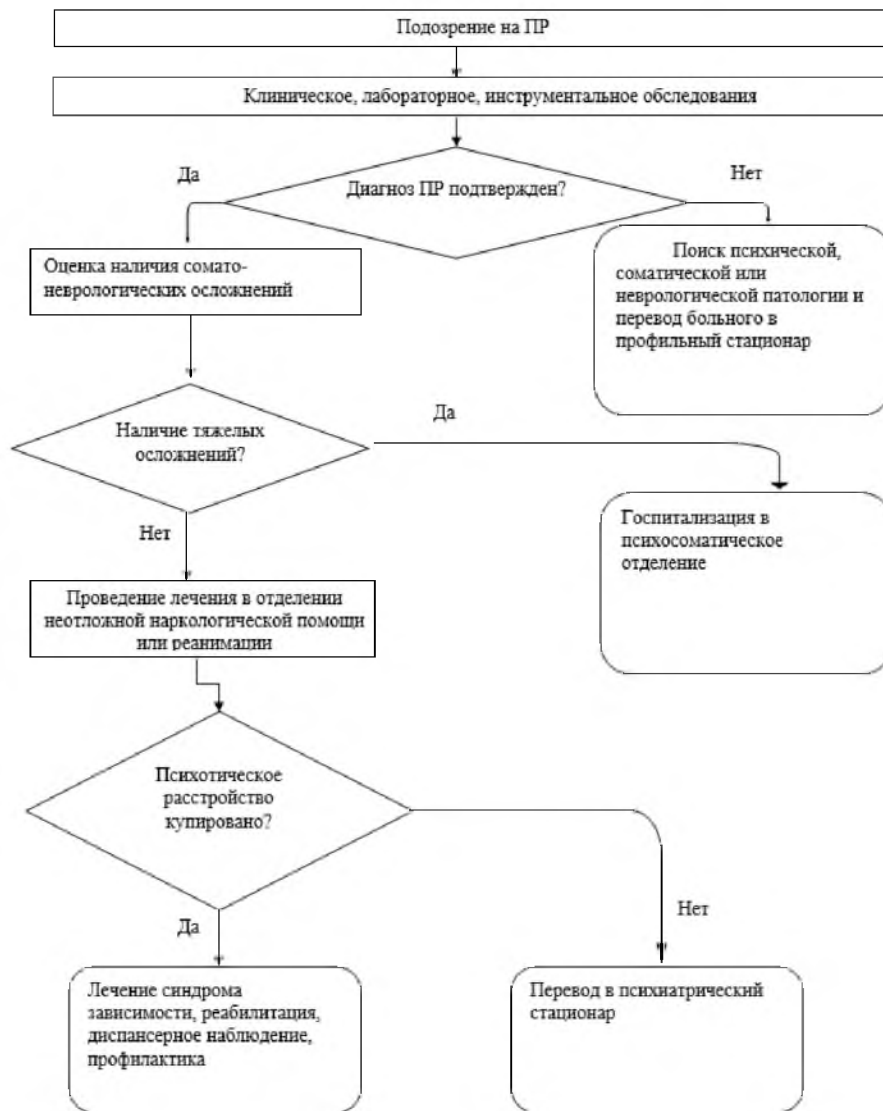 Подозрение на ПР
Клиническое, лабораторное, инструментальное обследования
Да
Диагноз ПР подтвержден?
Нет
Оценка наличия сомато-
неврологических осложнений
Поиск психической,
соматической или
неврологической патологии и
перевод больного в
профильный стационар
Наличие тяжелых
осложнений?
Да
Нет
Госпитализация в
психосоматическое
отделение
Проведение лечения в отделении
неотложной наркологической помощи
или реанимации
Психотическое
расстройство
купировано?
Да
Нет
Лечение синдрома
зависимости, реабилитация,
диспансерное наблюдение,
профилактика
Перевод в психиатрический
стационар